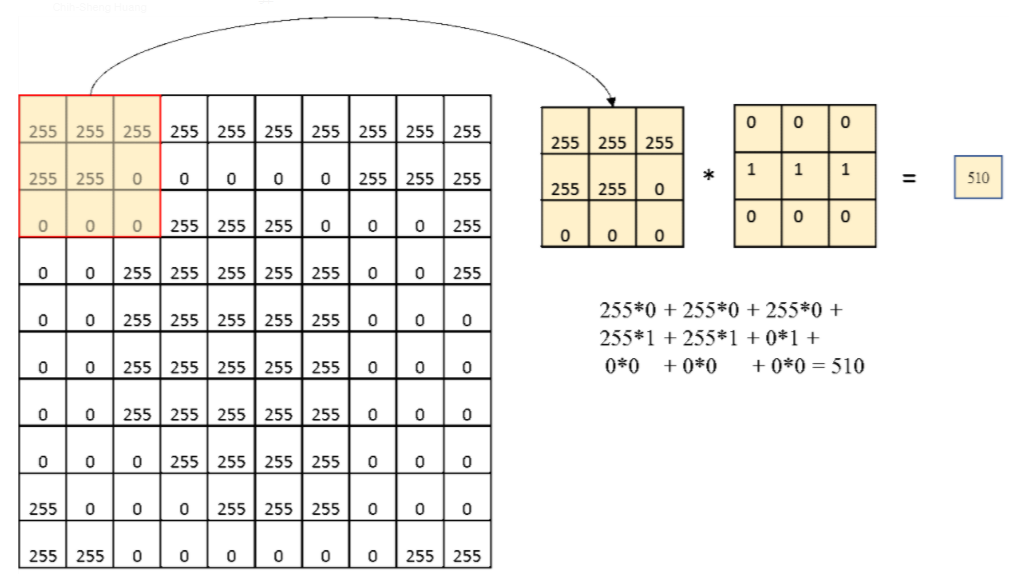 255 255 255 255 255 255 255 255 255 255
255 255 0 0 0 0 0 255 255 255
0 0 0 255 255 255 0 0 0 255
0 0 255 255 255 255 255 0 0 255
0 0 255 255 255 255 255 0 0 0
0 0 255 255 255 255 255 0 0 0
0 0 255 255 255 255 255 0 0 0
0 0 0 255 255 255 255 0 0 0
255 0 0 0 255 255 255 0 0 0
255 255 0 0 0 0 0 0 255 255
255 255 255
255 255 0
0 0 0
*
0 0 0
1 1 1
0 0 0
=
510
255*0 + 255*0 + 255*0 +
255*1 + 255*1 + 0*1 +
0*0 + 0*0 + 0*0 = 510